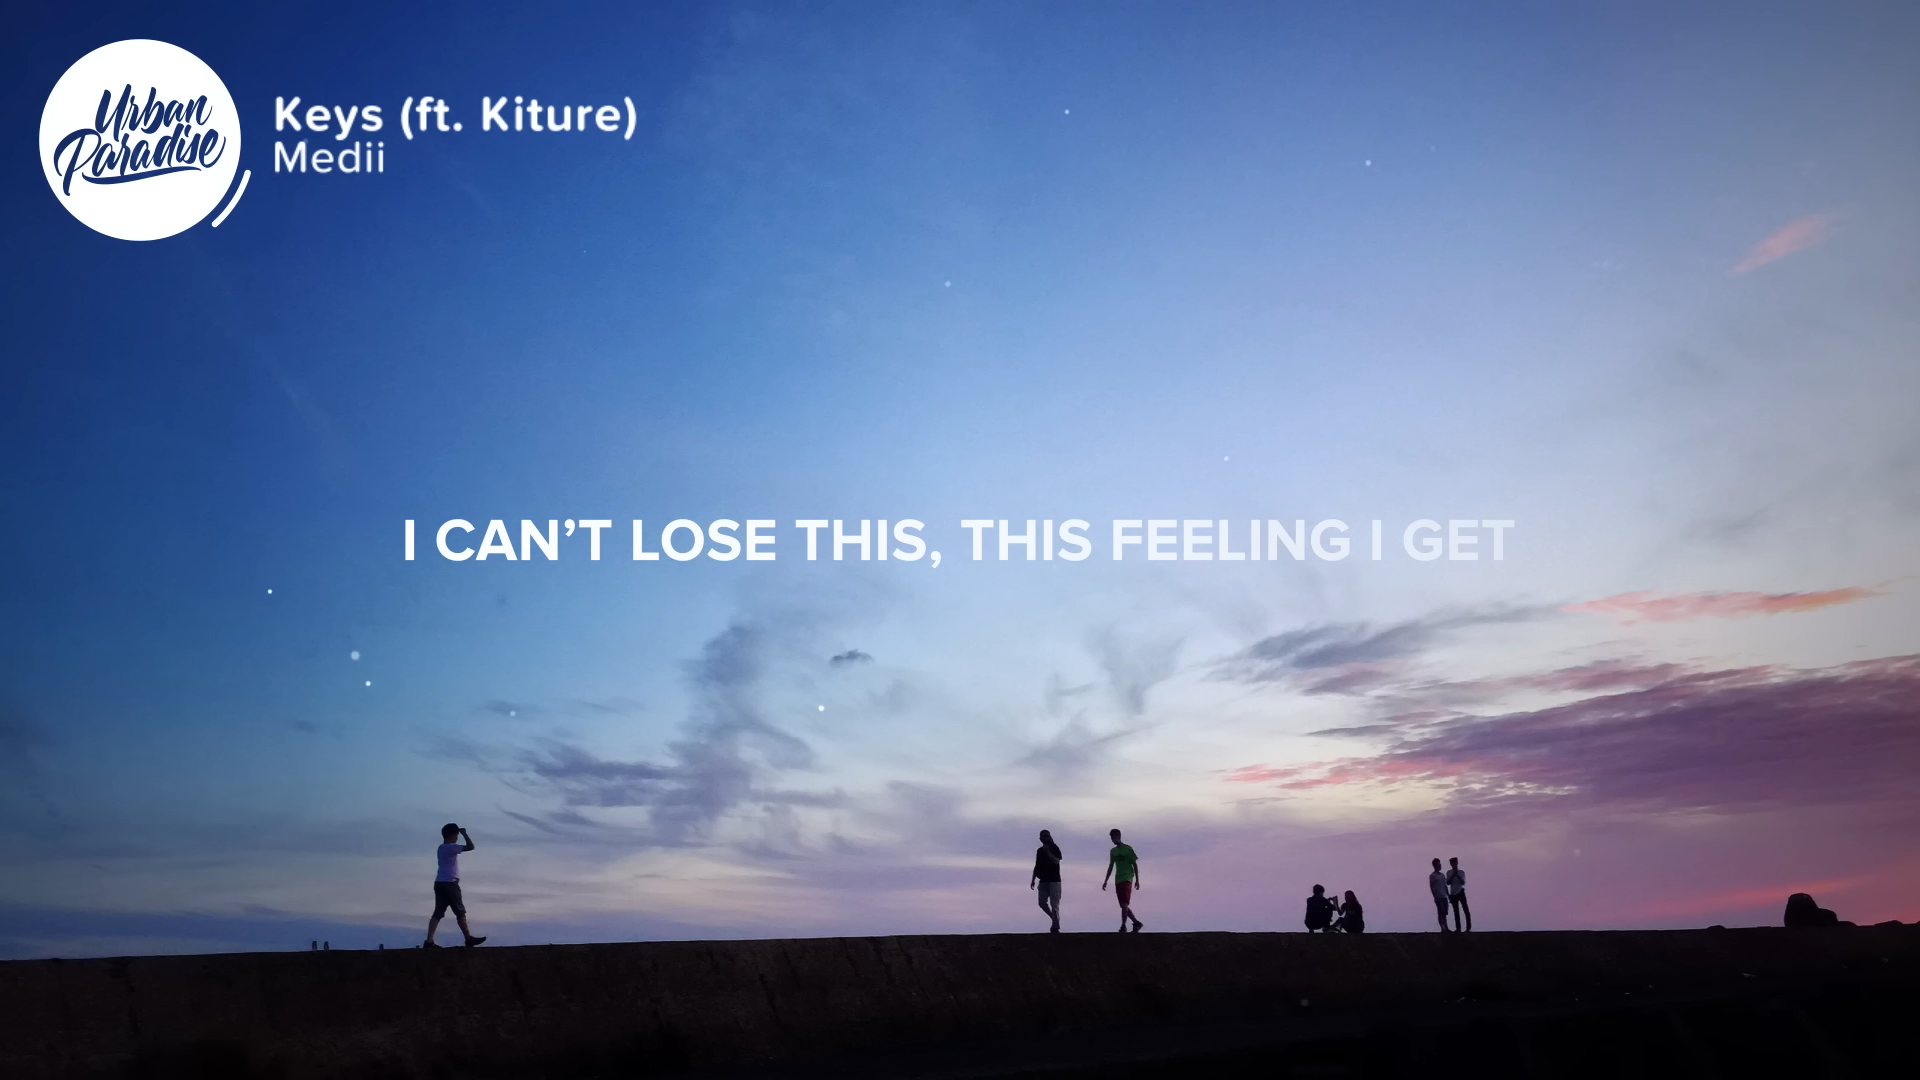 Urban
Paradise
Keys (ft. Kiture)
Medii
I CAN’T LOSE THIS, THIS FEELING I GET